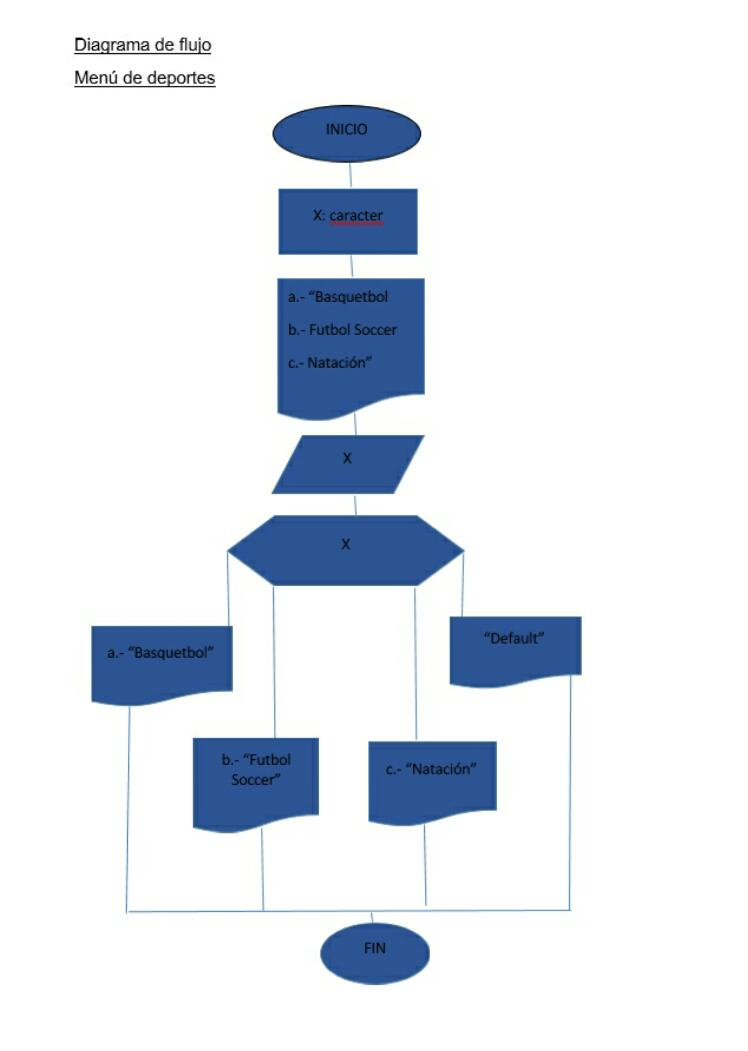 Diagrama de flujo
Menú de deportes
INICIO
X: caracter
a.- “Basquetbol
b.- Futbol Soccer
c.- Natación”
X
X
a.- “Basquetbol”
“Default”
b.- “Futbol
Soccer”
c.- “Natación”
FIN